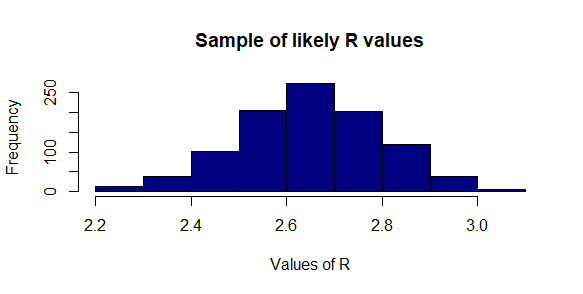 Sample of likely R values
Frequency
250
100
0
2.2 2.4 2.6 2.8 3.0
Values of R